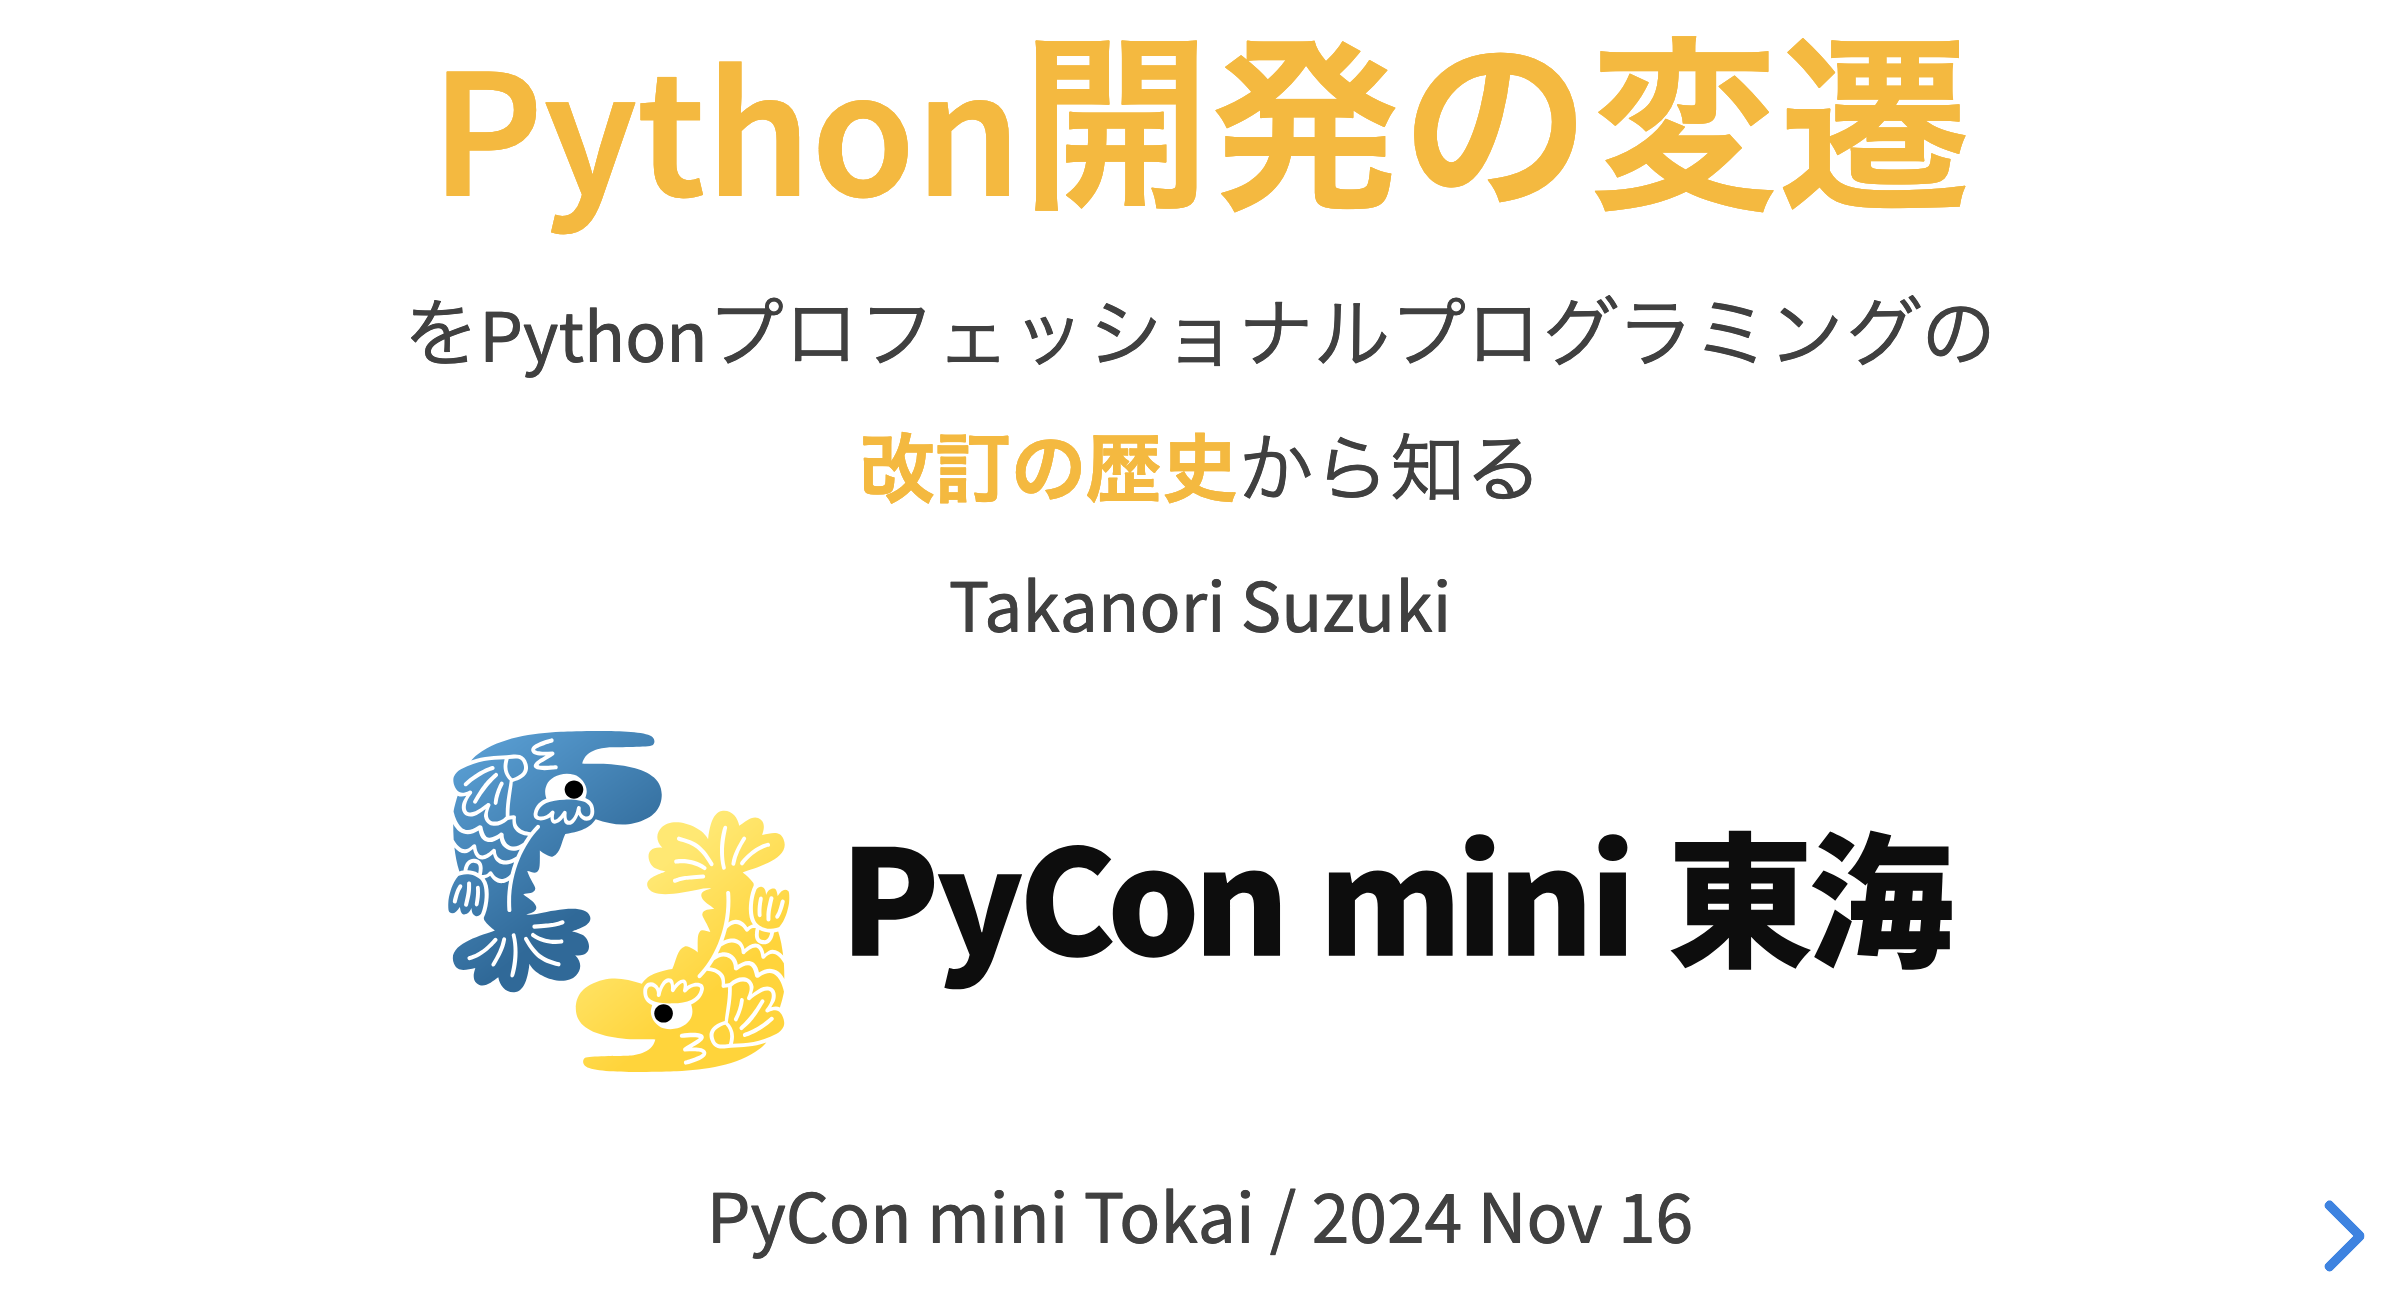 Python開発の変遷
をPythonプロフェッショナルプログラミングの
改訂の歴史から知る
Takanori Suzuki
PyCon mini 東海
PyCon mini Tokai / 2024 Nov 16